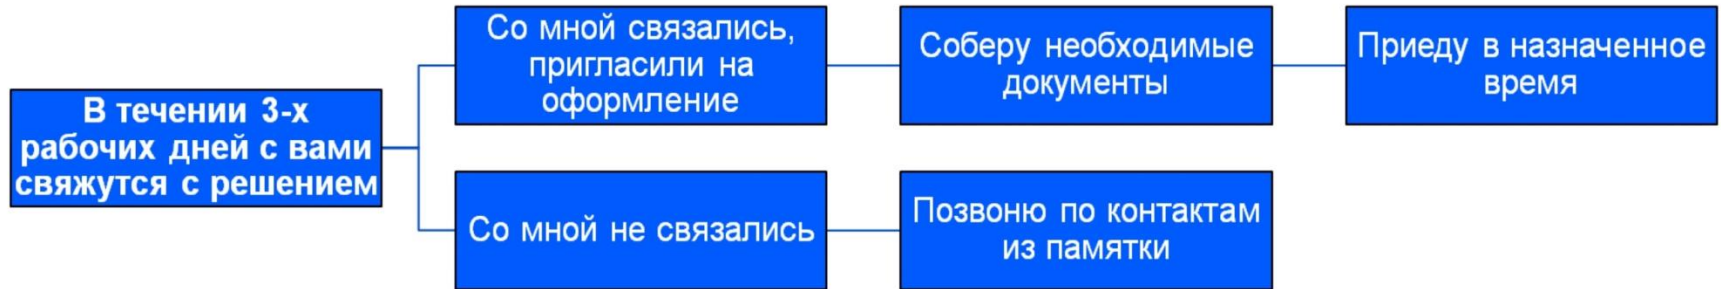 В течении 3-х
рабочих дней с вами
свяжутся с решением
Со мной связались,
пригласили на
оформление
Соберу необходимые
документы
Приеду в назначенное
время
Со мной не связались
Позвоню по контактам
из памятки